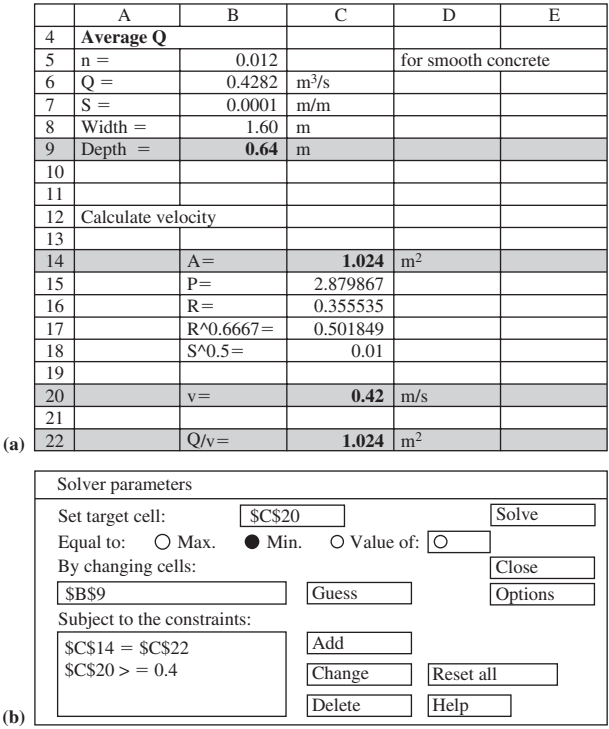 A B C D E
4 Average Q
5 n = 0.012 for smooth concrete
6 Q = 0.4282 m³/s
7 S = 0.0001 m/m
8 Width = 1.60 m
9 Depth = 0.64 m
10
11
12 Calculate velocity
13
14 A= 1.024 m²
15 P= 2.879867
16 R= 0.355535
17 R^0.6667= 0.501849
18 S^0.5= 0.01
19
20 v= 0.42 m/s
21
(a) 22 Q/v= 1.024 m²
Solver parameters
Set target cell: $C$20 Solve
Equal to: Max. Min. Value of:
By changing cells: Close
$B$9 Guess Options
Subject to the constraints:
$C$14 = $C$22 Add
$C$20 > = 0.4 Change Reset all
(b) Delete Help